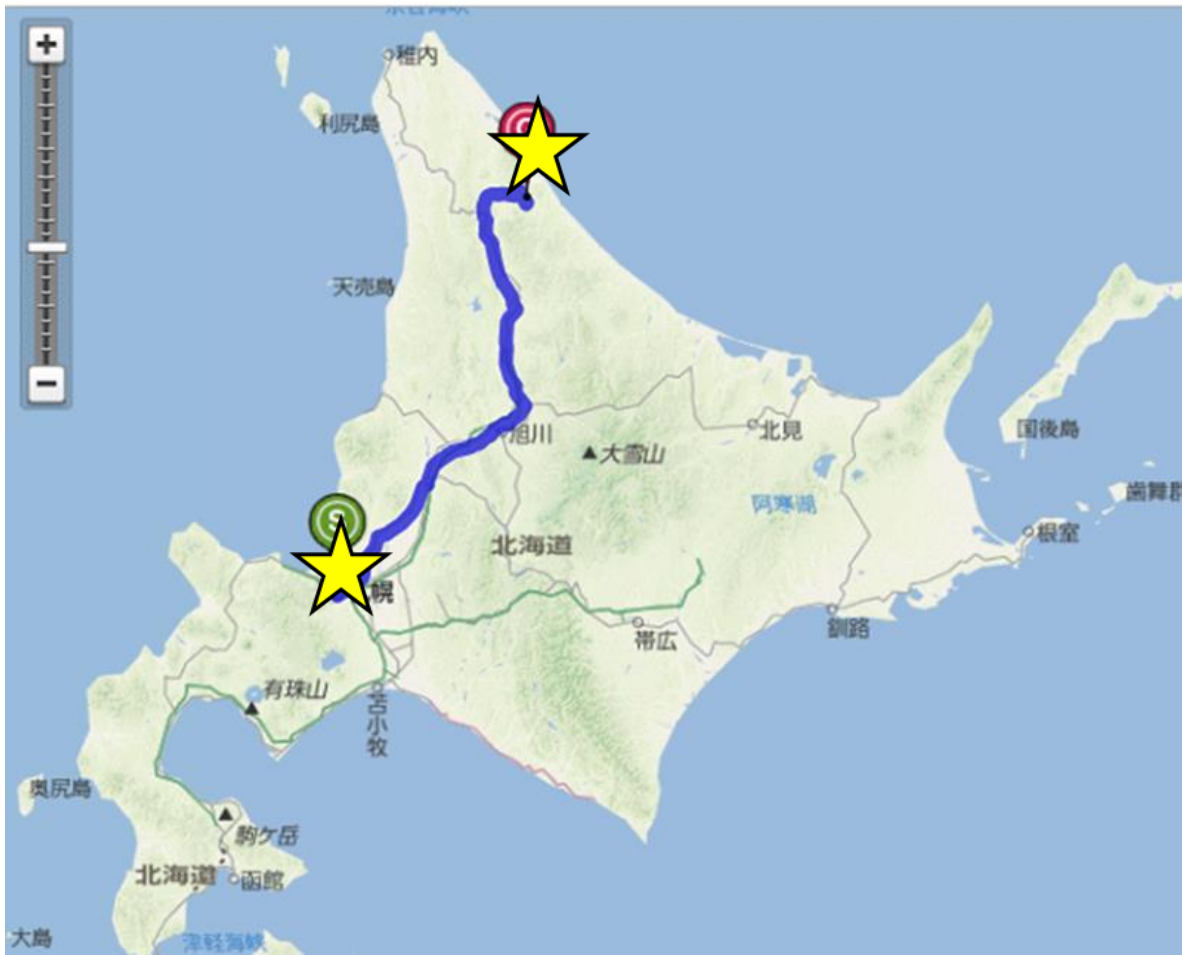 +
稚内
利尻島
天売島
−
旭川
大雪山
北見
国後島
歯舞群
阿寒湖
根室
S
北海道
幌
帯広
釧路
有珠山
苫小牧
奥尻島
駒ケ岳
北海道
函館
大島
津軽海峡